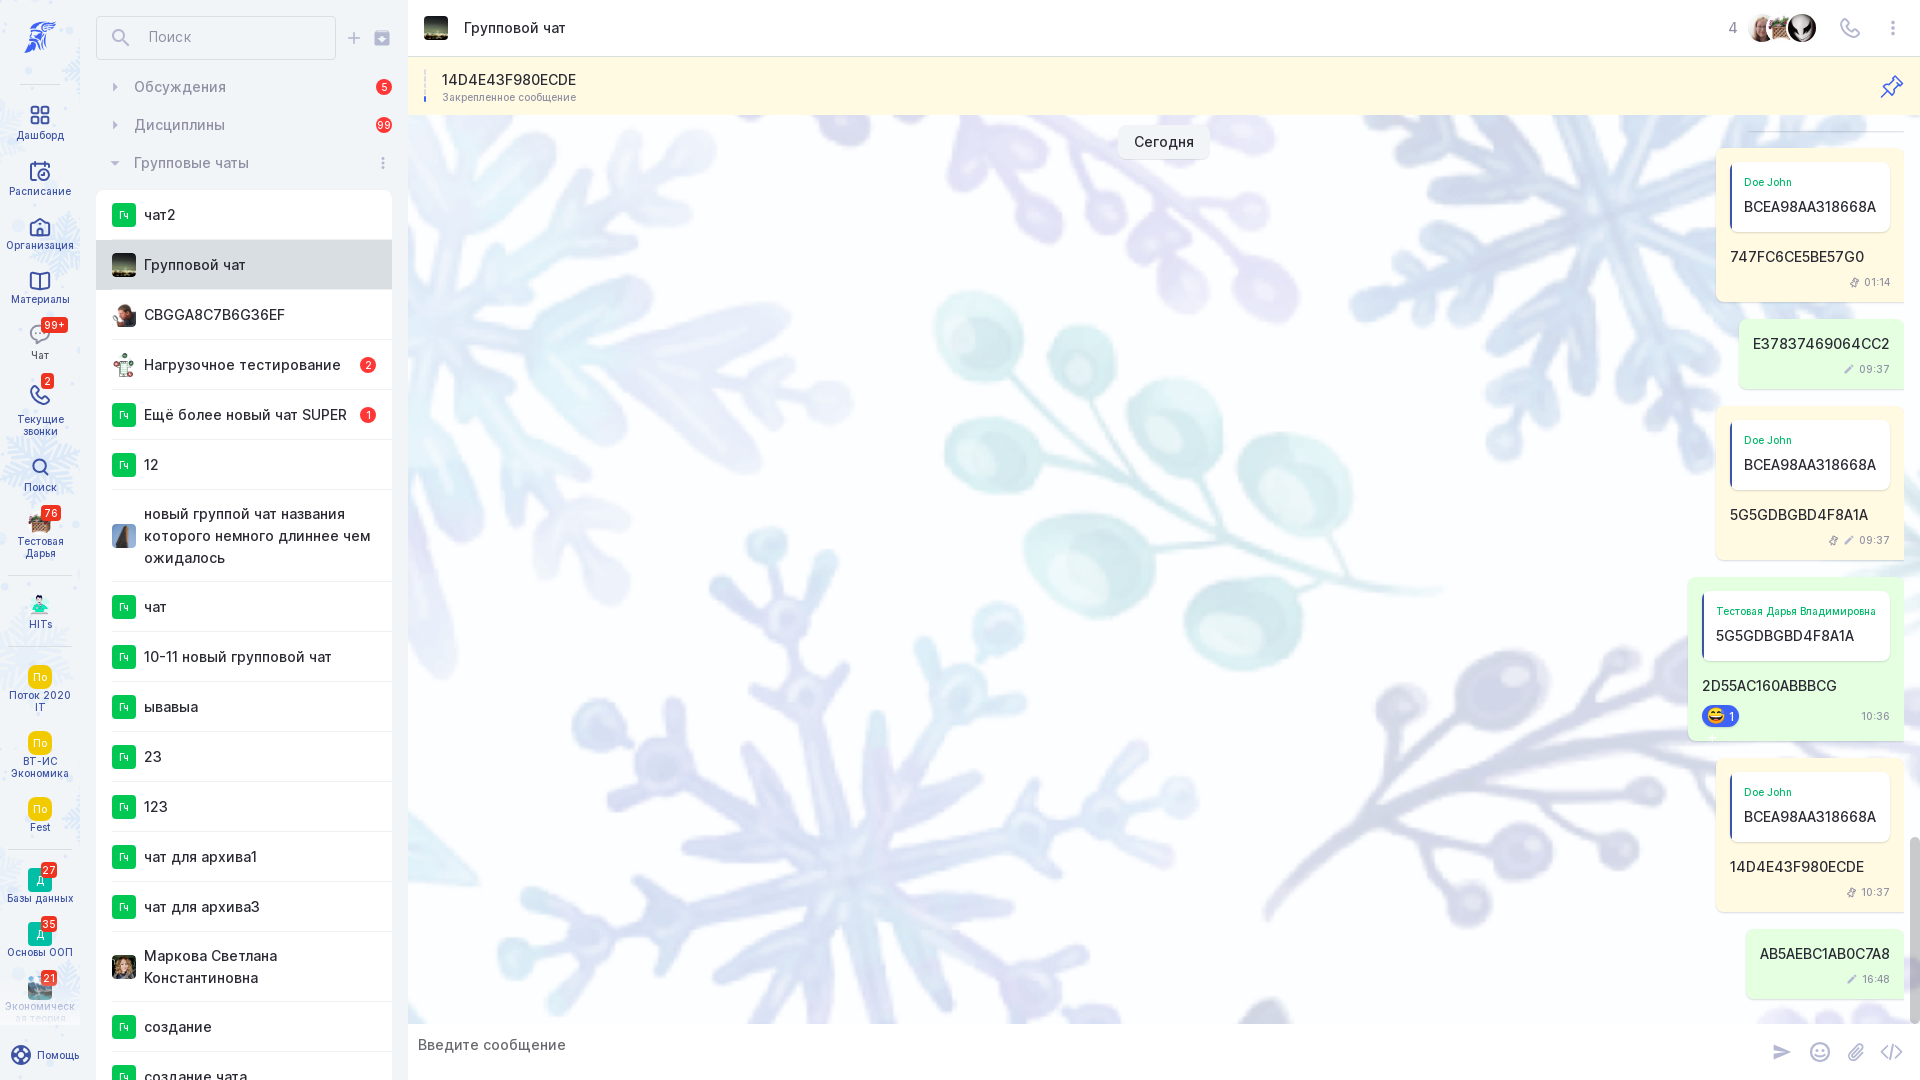 Дашборд
Расписание
Организация
Материалы
99+
Чат
2
Текущие
звонки
Поиск
76
Тестовая
Дарья
HITs
По
Поток 2020
IT
По
ВТ-ИС
Экономика
По
Fest
27
Д
Базы данных
35
Д
Основы ООП
21
Экономическ
ая теория
Помощь
Поиск
Обсуждения
5
Дисциплины
99
Групповые чаты
Гч
чат2
Групповой чат
CBGGA8C7B6G36EF
Нагрузочное тестирование
2
Гч
Ещё более новый чат SUPER
1
Гч
12
новый группой чат названия
которого немного длиннее чем
ожидалось
Гч
чат
Гч
10-11 новый групповой чат
Гч
ывавыа
Гч
23
Гч
123
Гч
чат для архива1
Гч
чат для архива3
Маркова Светлана
Константиновна
Гч
создание
Гч
создание чата
Групповой чат
4
14D4E43F980ECDE
Закрепленное сообщение
Сегодня
Doe John
BCEA98AA318668A
747FC6CE5BE57G0
01:14
E37837469064CC2
09:37
Doe John
BCEA98AA318668A
5G5GDBGBD4F8A1A
09:37
Тестовая Дарья Владимировна
5G5GDBGBD4F8A1A
2D55AC160ABBBCG
1
10:36
Doe John
BCEA98AA318668A
14D4E43F980ECDE
10:37
AB5AEBC1AB0C7A8
16:48
Введите сообщение